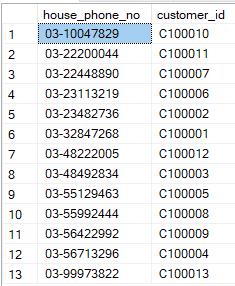 house_phone_no customer_id
1 03-10047829 C100010
2 03-22200044 C100011
3 03-22448890 C100007
4 03-23113219 C100006
5 03-23482736 C100002
6 03-32847268 C100001
7 03-48222005 C100012
8 03-48492834 C100003
9 03-55129463 C100005
10 03-55992444 C100008
11 03-56422992 C100009
12 03-56713296 C100004
13 03-99973822 C100013